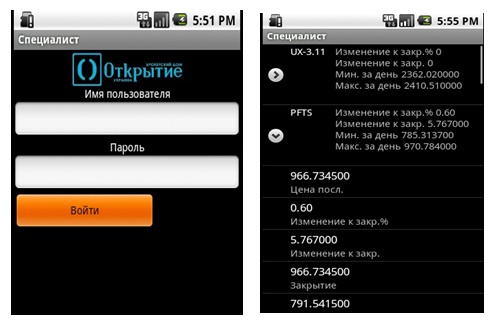 5:51 PM
Специалист
БРОКЕРСКИЙ ДОМ
Открытие
УКРАИНА
Имя пользователя
Пароль
Войти
5:55 PM
Специалист
UX-3.11
Изменение к закр.% 0
Изменение к закр. 0
Мин. за день 2362.020000
Макс. за день 2410.510000
PFTS
Изменение к закр.% 0.60
Изменение к закр. 5.767000
Мин. за день 785.313700
Макс. за день 970.784000
966.734500
Цена посл.
0.60
Изменение к закр.%
5.767000
Изменение к закр.
966.734500
Закрытие
791.541500